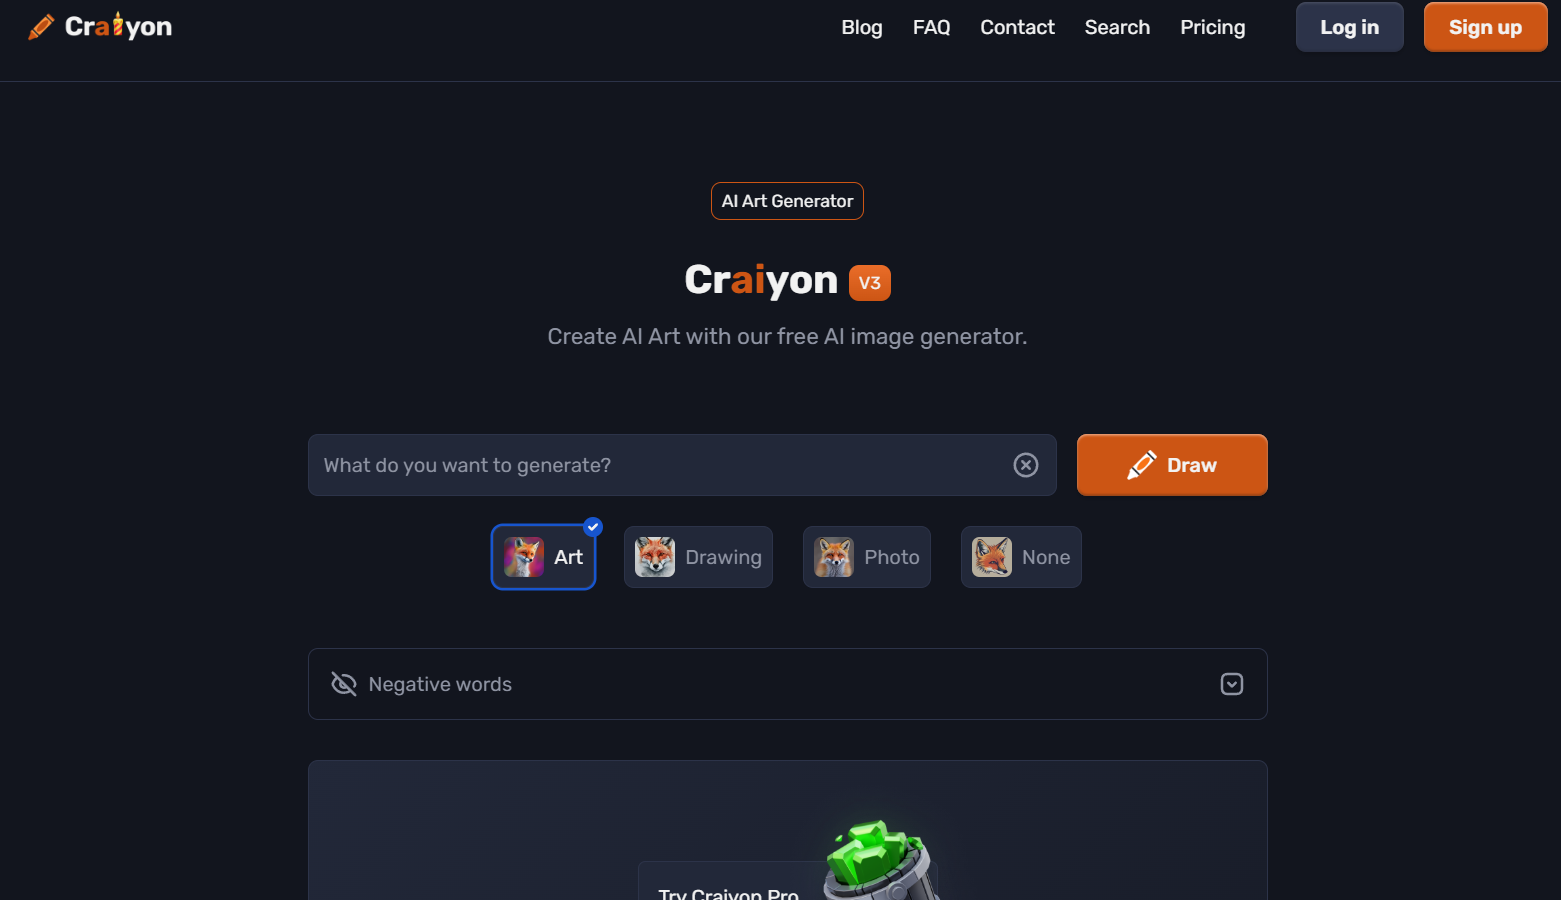 Craiyon
Blog FAQ Contact Search Pricing Log in Sign up
AI Art Generator
Craiyon V3
Create AI Art with our free AI image generator.
What do you want to generate?
Draw
Art Drawing Photo None
Negative words
Try Craiyon Pro